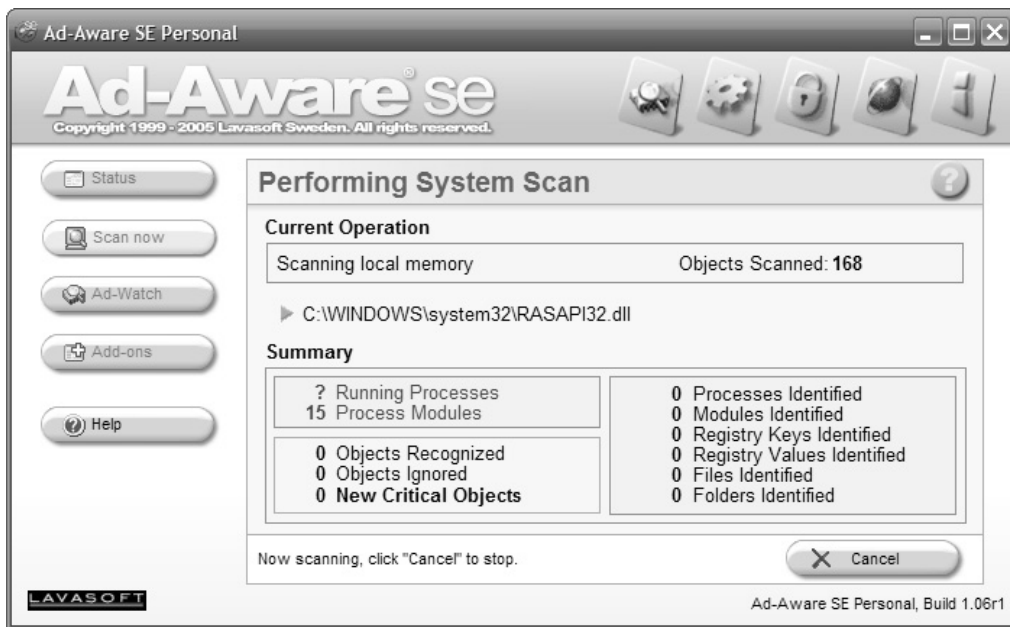 Ad-Aware SE Personal
Ad-Aware® se
Copyright 1999 - 2005 Lavasoft Sweden. All rights reserved.
Status
Scan now
Ad-Watch
Add-ons
Help
Performing System Scan
?
Current Operation
Scanning local memory Objects Scanned: 168
C:\WINDOWS\system32\RASAPI32.dll
Summary
? Running Processes
15 Process Modules
0 Objects Recognized
0 Objects Ignored
0 New Critical Objects
0 Processes Identified
0 Modules Identified
0 Registry Keys Identified
0 Registry Values Identified
0 Files Identified
0 Folders Identified
Now scanning, click "Cancel" to stop.
Cancel
LAVASOFT
Ad-Aware SE Personal, Build 1.06r1